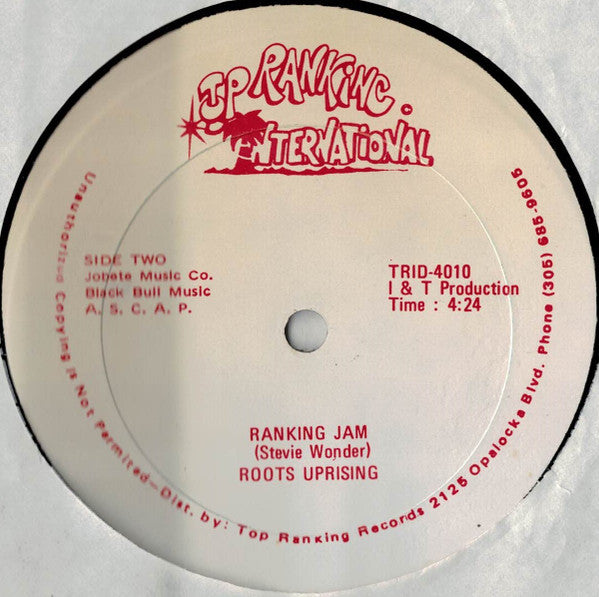 TOP RANKING
INTERNATIONAL
SIDE TWO
Jobete Music Co.
Black Bull Music
A. S. C. A. P.
TRID-4010
I & T Production
Time : 4:24
RANKING JAM
(Stevie Wonder)
ROOTS UPRISING
Unauthorized Copying is Not Permited—Dist. by: Top Ranking Records 2125 Opalocka Blvd. Phone (305) 685-9605